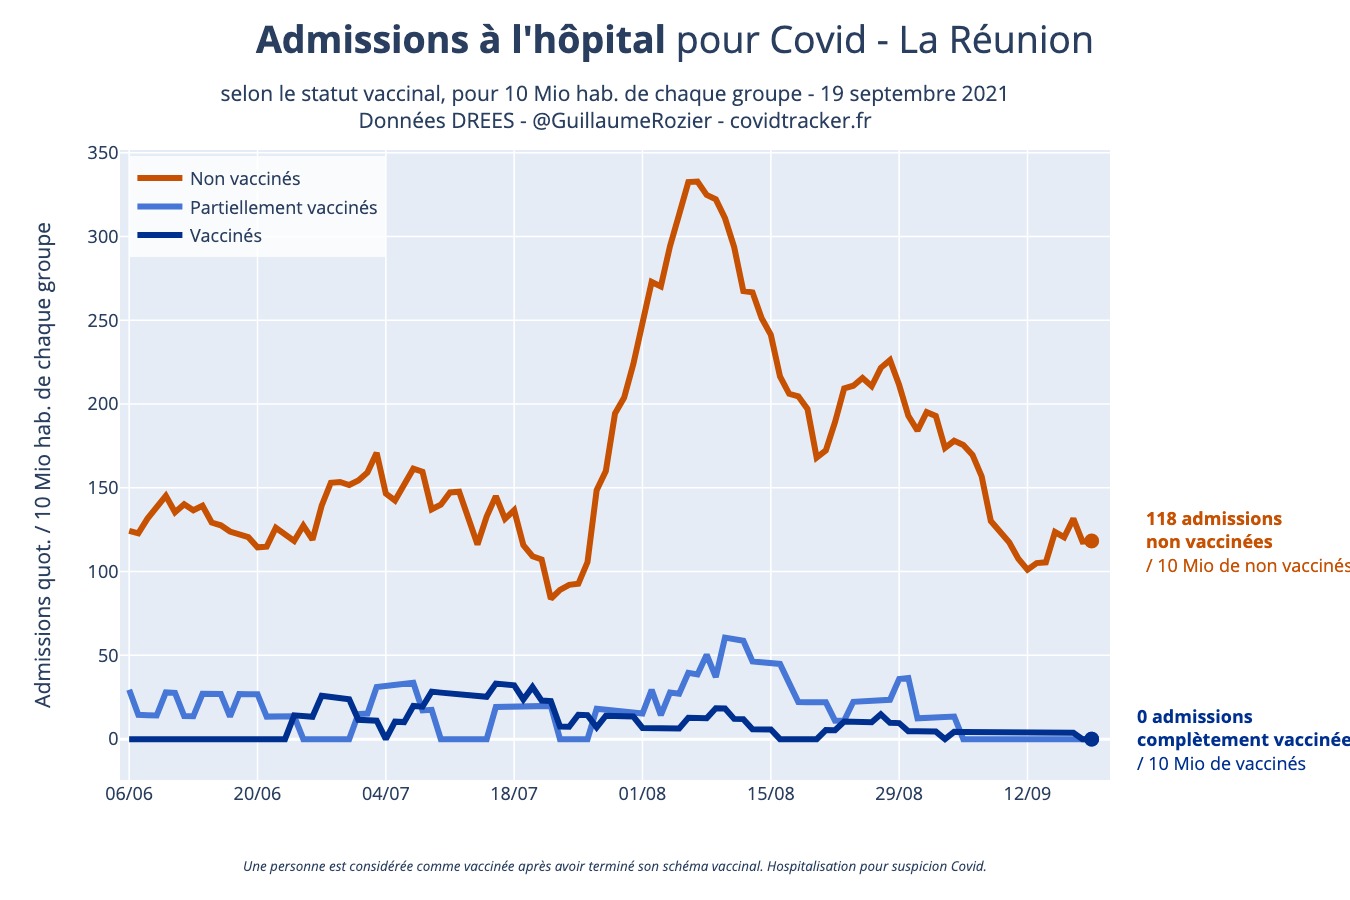 Admissions à l'hôpital pour Covid - La Réunion
selon le statut vaccinal, pour 10 Mio hab. de chaque groupe - 19 septembre 2021
Données DREES - @GuillaumeRozier - covidtracker.fr
Admissions quot. / 10 Mio hab. de chaque groupe
350
300
250
200
150
100
50
0
Non vaccinés
Partiellement vaccinés
Vaccinés
118 admissions
non vaccinées
/ 10 Mio de non vaccinés
0 admissions
complètement vaccinée
/ 10 Mio de vaccinés
06/06 20/06 04/07 18/07 01/08 15/08 29/08 12/09
Une personne est considérée comme vaccinée après avoir terminé son schéma vaccinal. Hospitalisation pour suspicion Covid.